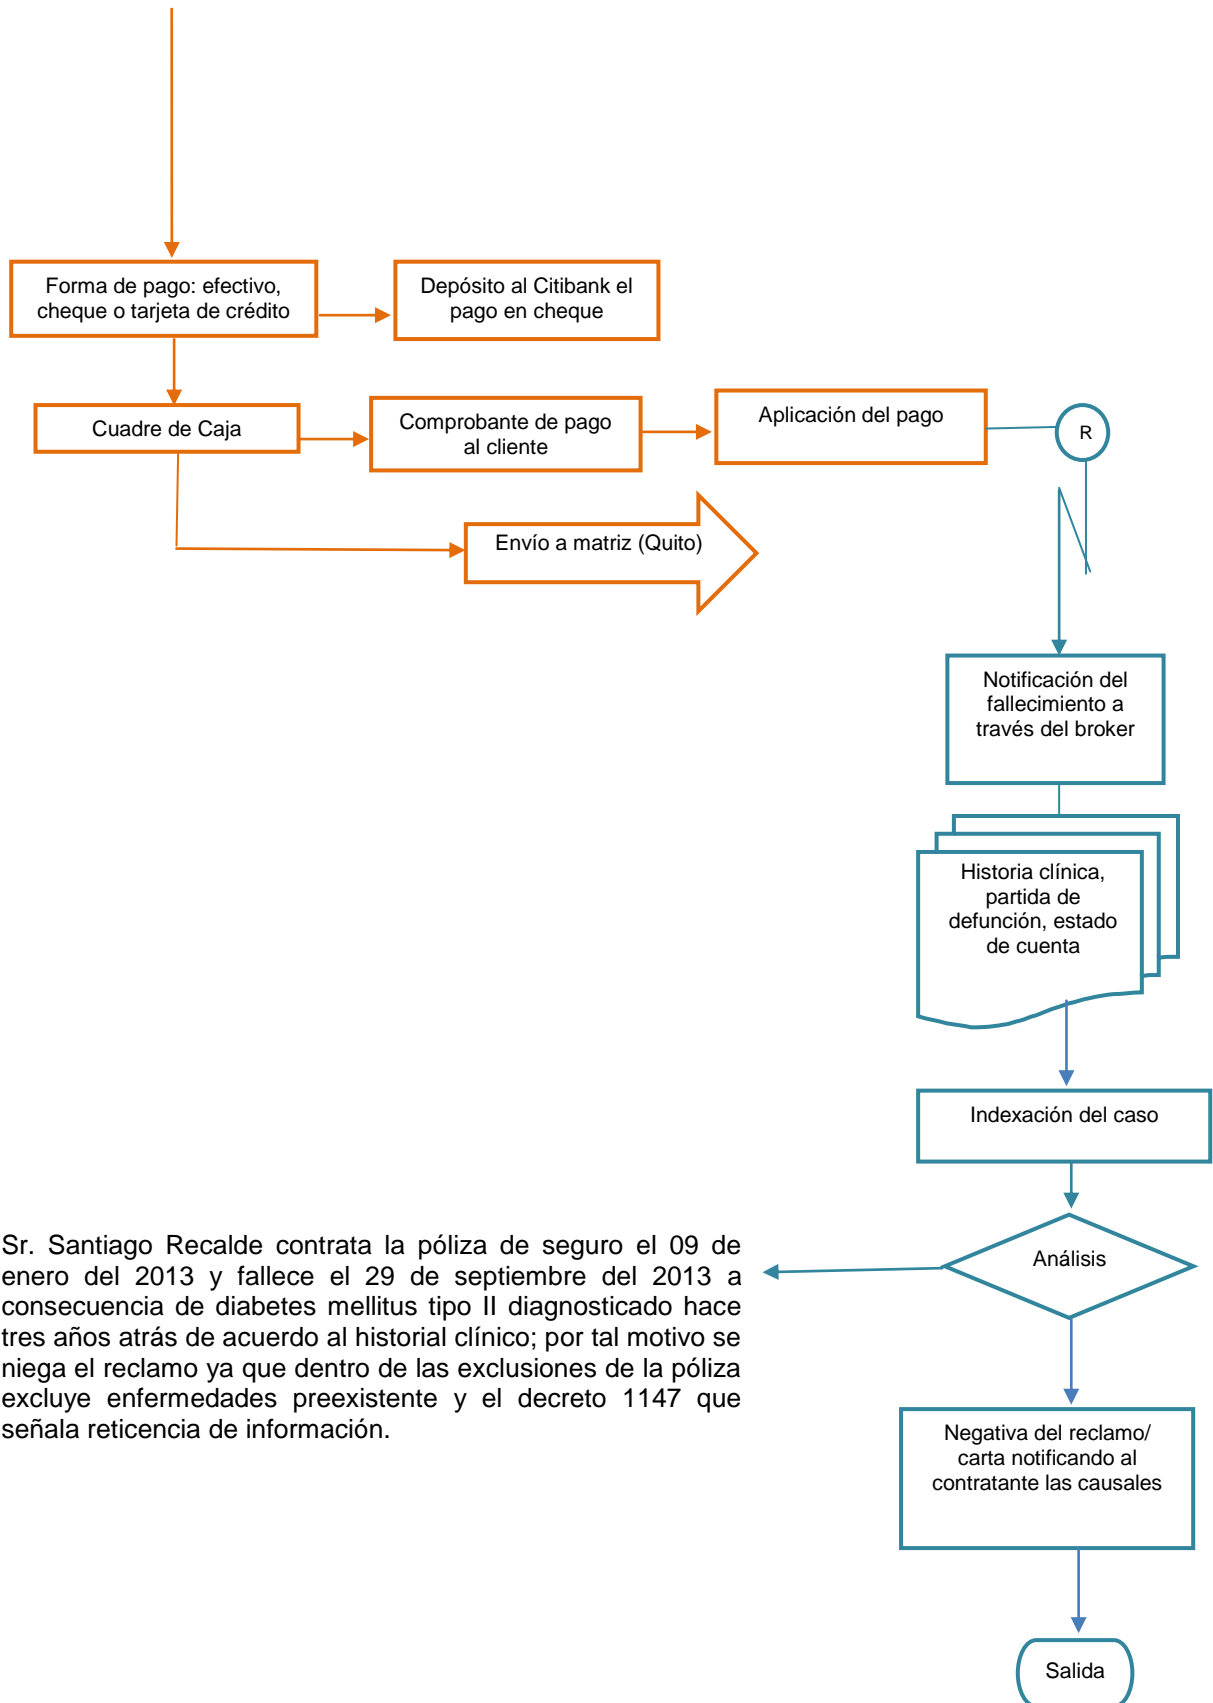 Forma de pago: efectivo,
cheque o tarjeta de crédito
Depósito al Citibank el
pago en cheque
Cuadre de Caja
Comprobante de pago
al cliente
Aplicación del pago
R
Envío a matriz (Quito)
Notificación del
fallecimiento a
través del broker
Historia clínica,
partida de
defunción, estado
de cuenta
Indexación del caso
Análisis
Sr. Santiago Recalde contrata la póliza de seguro el 09 de
enero del 2013 y fallece el 29 de septiembre del 2013 a
consecuencia de diabetes mellitus tipo II diagnosticado hace
tres años atrás de acuerdo al historial clínico; por tal motivo se
niega el reclamo ya que dentro de las exclusiones de la póliza
excluye enfermedades preexistente y el decreto 1147 que
señala reticencia de información.
Negativa del reclamo/
carta notificando al
contratante las causales
Salida